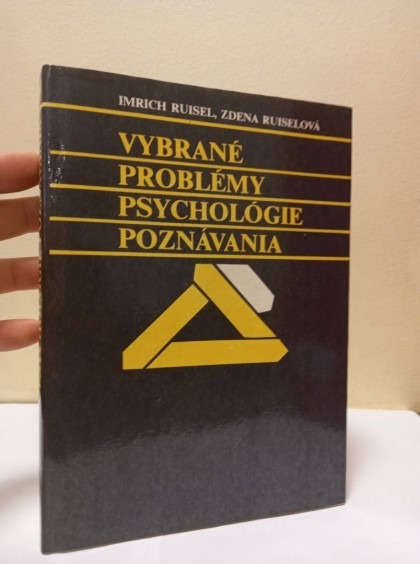 IMRICH RUISEL, ZDENA RUISELOVÁ
VYBRANÉ
PROBLÉMY
PSYCHOLÓGIE
POZNÁVANIA